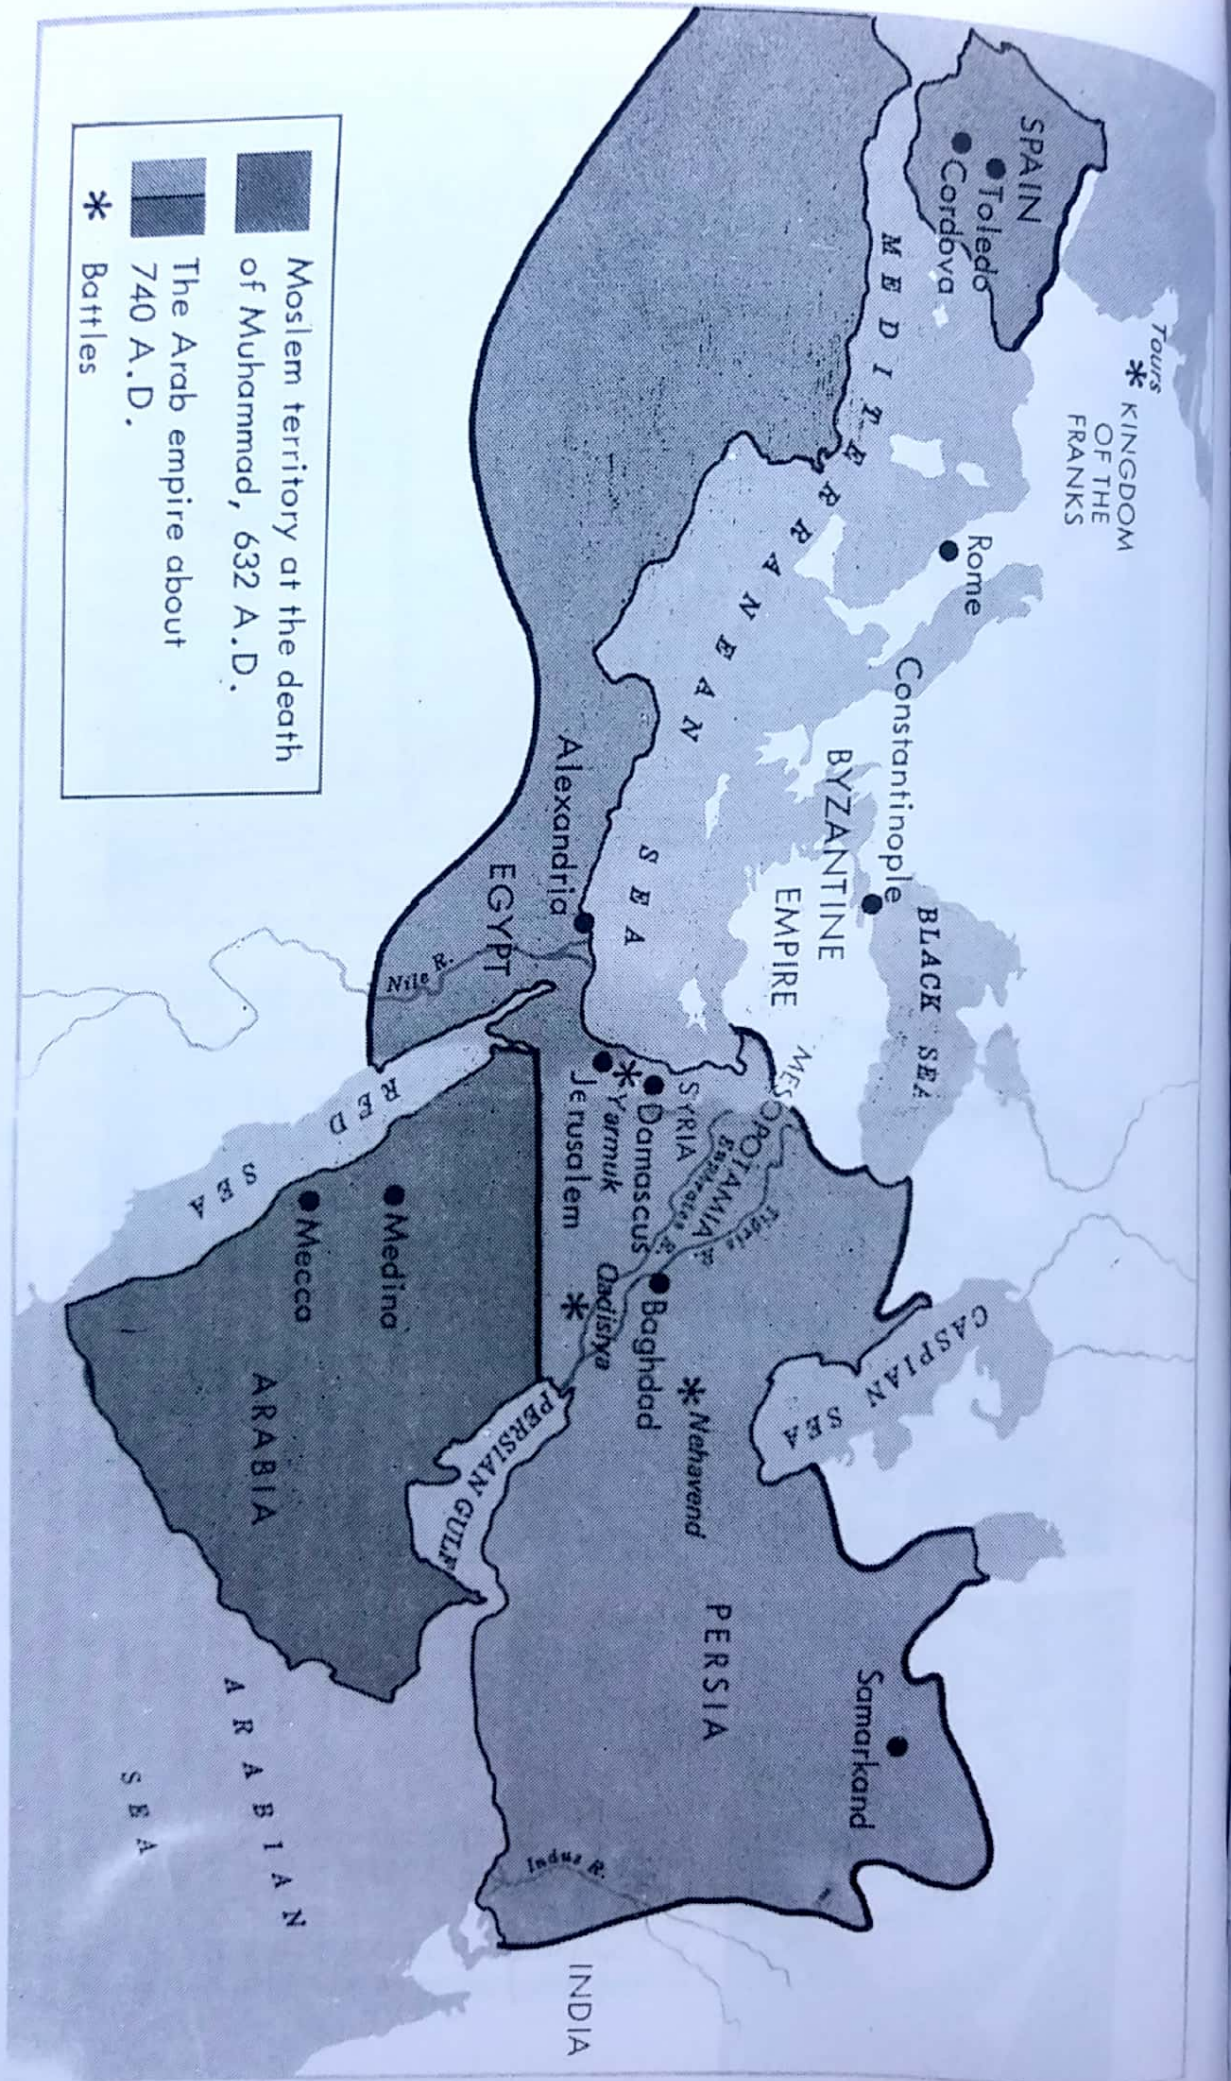 Tours
KINGDOM
OF THE
FRANKS
SPAIN
Toledo
Cordova
Rome
Constantinople
BLACK SEA
BYZANTINE
EMPIRE
MEDITERRANEAN
SEA
CASPIAN
SEA
Samarkand
MESOPOTAMIA
Tigris R.
Euphrates R.
SYRIA
Damascus
Yarmuk
Jerusalem
Baghdad
Qadisiya
Nehavend
PERSIA
Alexandria
EGYPT
Nile R.
RED
SEA
Medina
Mecca
ARABIA
PERSIAN GULF
Indus R.
INDIA
ARABIAN
SEA
Moslem territory at the death
of Muhammad, 632 A.D.
The Arab empire about
740 A.D.
* Battles